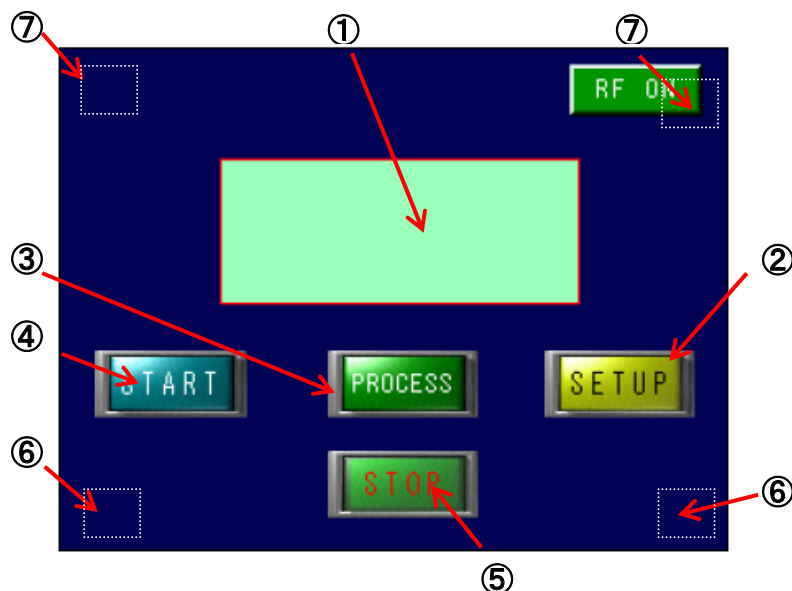 ⑦ ① ⑦
RF ON
③ ②
④
START PROCESS SETUP
⑥ STOP ⑥
⑤